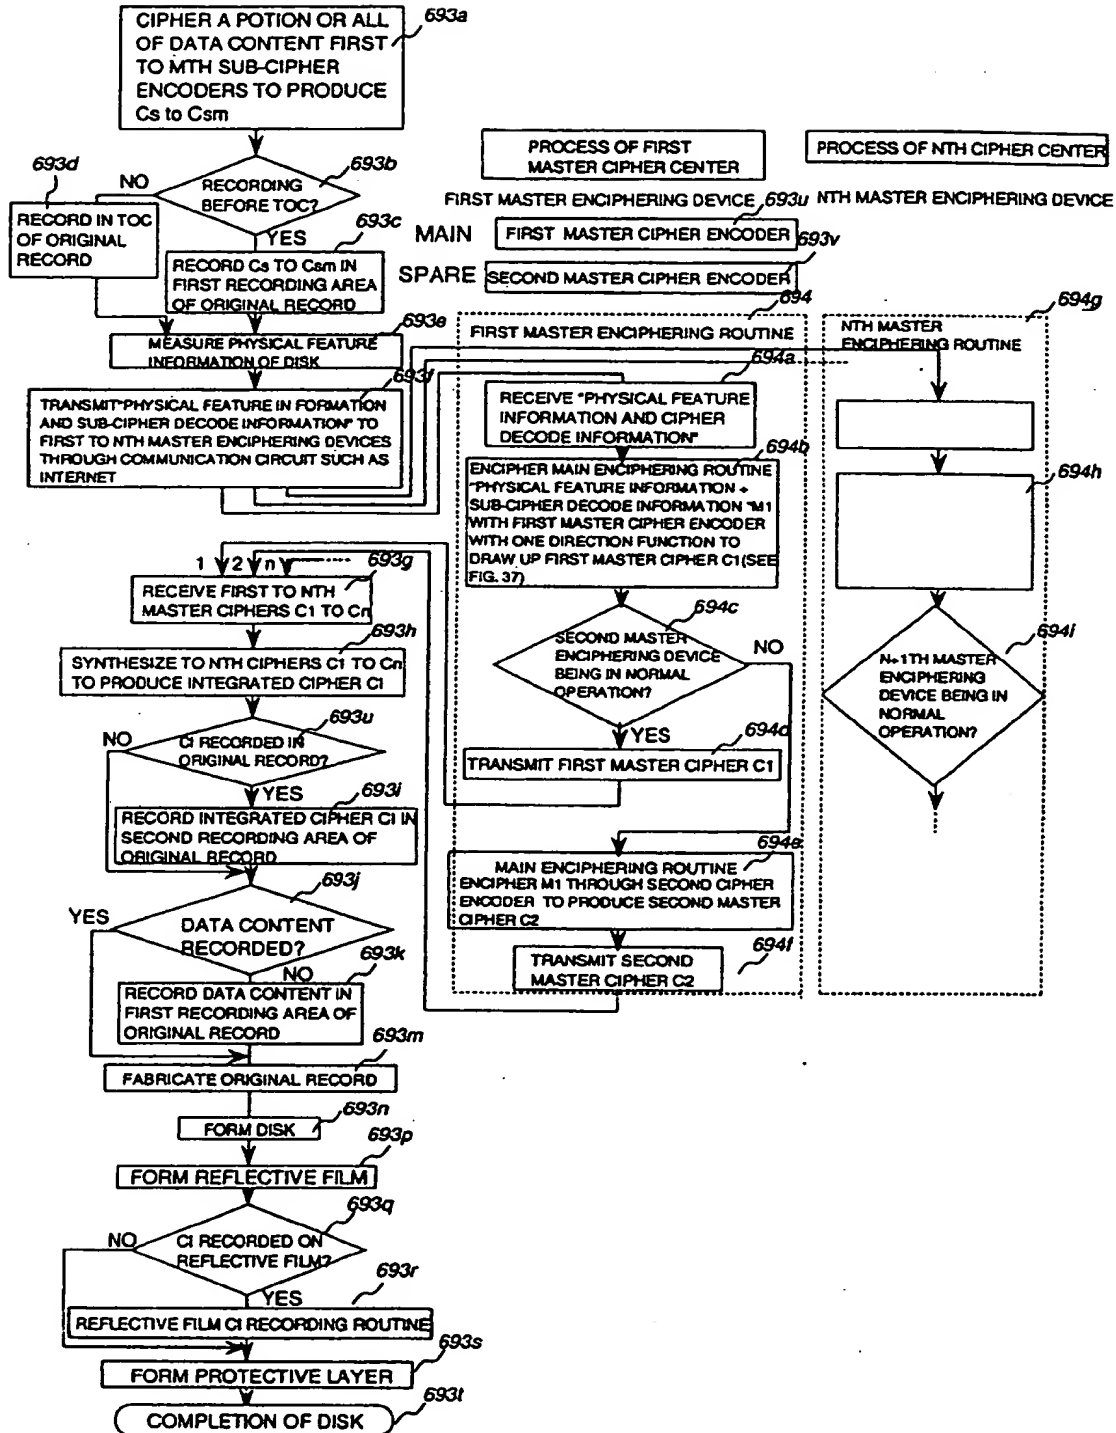 CIPHER A POTION OR ALL
OF DATA CONTENT FIRST
TO MTH SUB-CIPHER
ENCODERS TO PRODUCE
Cs to Csm
693a
693b
RECORDING
BEFORE TOC?
NO
YES
693d
RECORD IN TOC
OF ORIGINAL
RECORD
693c
RECORD Cs TO Csm IN
FIRST RECORDING AREA
OF ORIGINAL RECORD
693e
MEASURE PHYSICAL FEATURE
INFORMATION OF DISK
693f
TRANSMIT"PHYSICAL FEATURE IN FORMATION
AND SUB-CIPHER DECODE INFORMATION" TO
FIRST TO NTH MASTER ENCIPHERING DEVICES
THROUGH COMMUNICATION CIRCUIT SUCH AS
INTERNET
1 2 n
693g
RECEIVE FIRST TO NTH
MASTER CIPHERS C1 TO Cn
693h
SYNTHESIZE TO NTH CIPHERS C1 TO Cn
TO PRODUCE INTEGRATED CIPHER CI
693u
CI RECORDED IN
ORIGINAL RECORD?
NO
YES
693i
RECORD INTEGRATED CIPHER CI IN
SECOND RECORDING AREA OF
ORIGINAL RECORD
693j
DATA CONTENT
RECORDED?
YES
NO
693k
RECORD DATA CONTENT IN
FIRST RECORDING AREA OF
ORIGINAL RECORD
693m
FABRICATE ORIGINAL RECORD
693n
FORM DISK
693p
FORM REFLECTIVE FILM
693q
CI RECORDED ON
REFLECTIVE FILM?
NO
YES
693r
REFLECTIVE FILM CI RECORDING ROUTINE
693s
FORM PROTECTIVE LAYER
693t
COMPLETION OF DISK
PROCESS OF FIRST
MASTER CIPHER CENTER
FIRST MASTER ENCIPHERING DEVICE
693u
MAIN
FIRST MASTER CIPHER ENCODER
693v
SPARE
SECOND MASTER CIPHER ENCODER
694
FIRST MASTER ENCIPHERING ROUTINE
694a
RECEIVE "PHYSICAL FEATURE
INFORMATION AND CIPHER
DECODE INFORMATION"
694b
ENCIPHER MAIN ENCIPHERING ROUTINE
"PHYSICAL FEATURE INFORMATION +
SUB-CIPHER DECODE INFORMATION "M1
WITH FIRST MASTER CIPHER ENCODER
WITH ONE DIRECTION FUNCTION TO
DRAW UP FIRST MASTER CIPHER C1(SEE
FIG. 37)
694c
SECOND MASTER
ENCIPHERING DEVICE
BEING IN NORMAL
OPERATION?
NO
YES
694d
TRANSMIT FIRST MASTER CIPHER C1
694e
MAIN ENCIPHERING ROUTINE
ENCIPHER M1 THROUGH SECOND CIPHER
ENCODER TO PRODUCE SECOND MASTER
CIPHER C2
694f
TRANSMIT SECOND
MASTER CIPHER C2
PROCESS OF NTH CIPHER CENTER
NTH MASTER ENCIPHERING DEVICE
694g
NTH MASTER
ENCIPHERING ROUTINE
694h
694i
N+1TH MASTER
ENCIPHERING
DEVICE BEING IN
NORMAL
OPERATION?